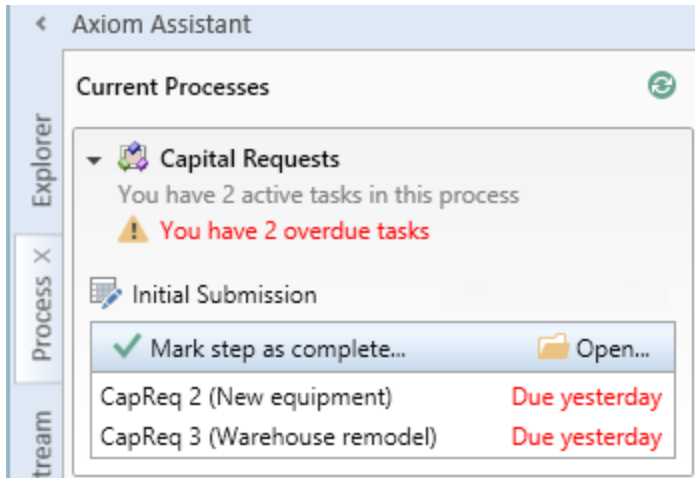 Axiom Assistant
Current Processes
Explorer
Capital Requests
You have 2 active tasks in this process
You have 2 overdue tasks
Process
Initial Submission
Mark step as complete... Open...
CapReq 2 (New equipment) Due yesterday
CapReq 3 (Warehouse remodel) Due yesterday
tream